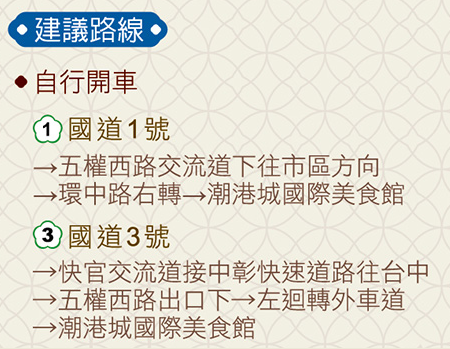 建議路線
自行開車
1 國道1號
→五權西路交流道下往市區方向
→環中路右轉→潮港城國際美食館
3 國道3號
→快官交流道接中彰快速道路往台中
→五權西路出口下→左迴轉外車道
→潮港城國際美食館